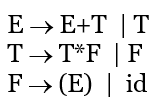 E → E+T | T
T → T*F | F
F → (E) | id